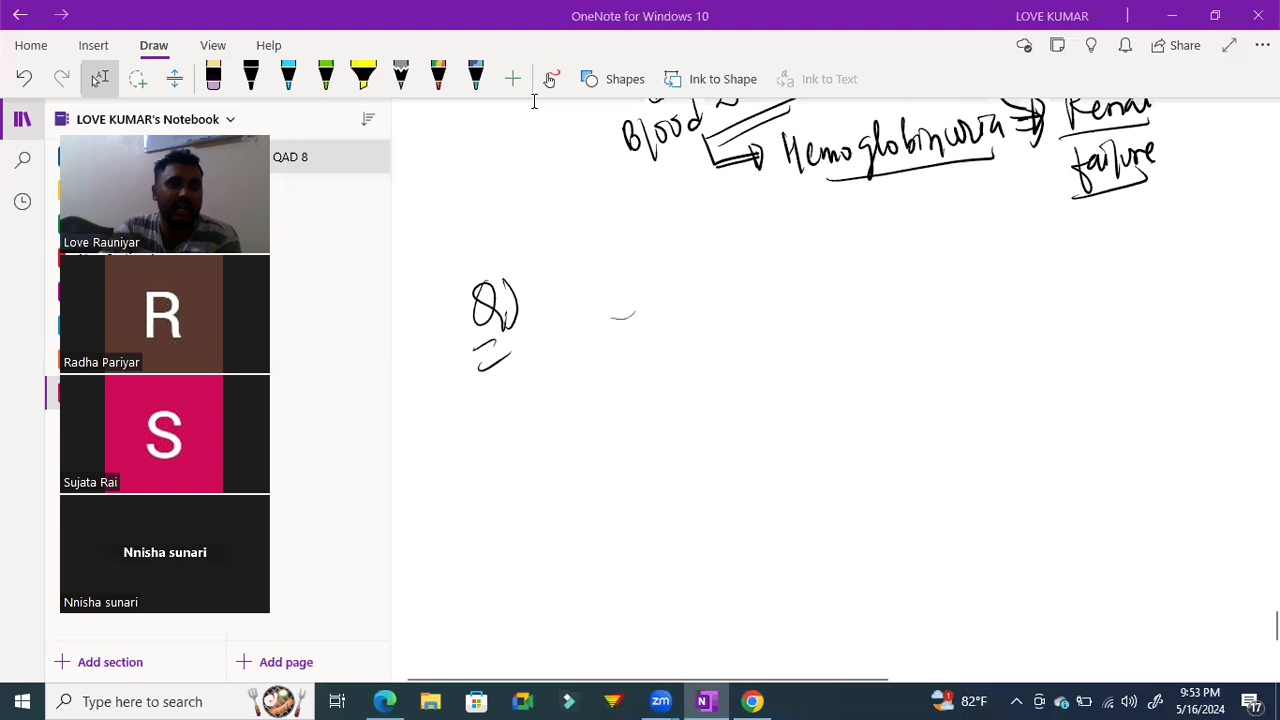 OneNote for Windows 10
LOVE KUMAR
Home
Insert
Draw
View
Help
Share
Shapes
Ink to Shape
Ink to Text
LOVE KUMAR's Notebook
QAD 8
Love Rauniyar
R
Radha Pariyar
S
Sujata Rai
Nnisha sunari
Nnisha sunari
Blood
Hemoglobinuria
Renal
failure
Q)
Add section
Add page
Type here to search
zm
N
82°F
9:53 PM
5/16/2024
17